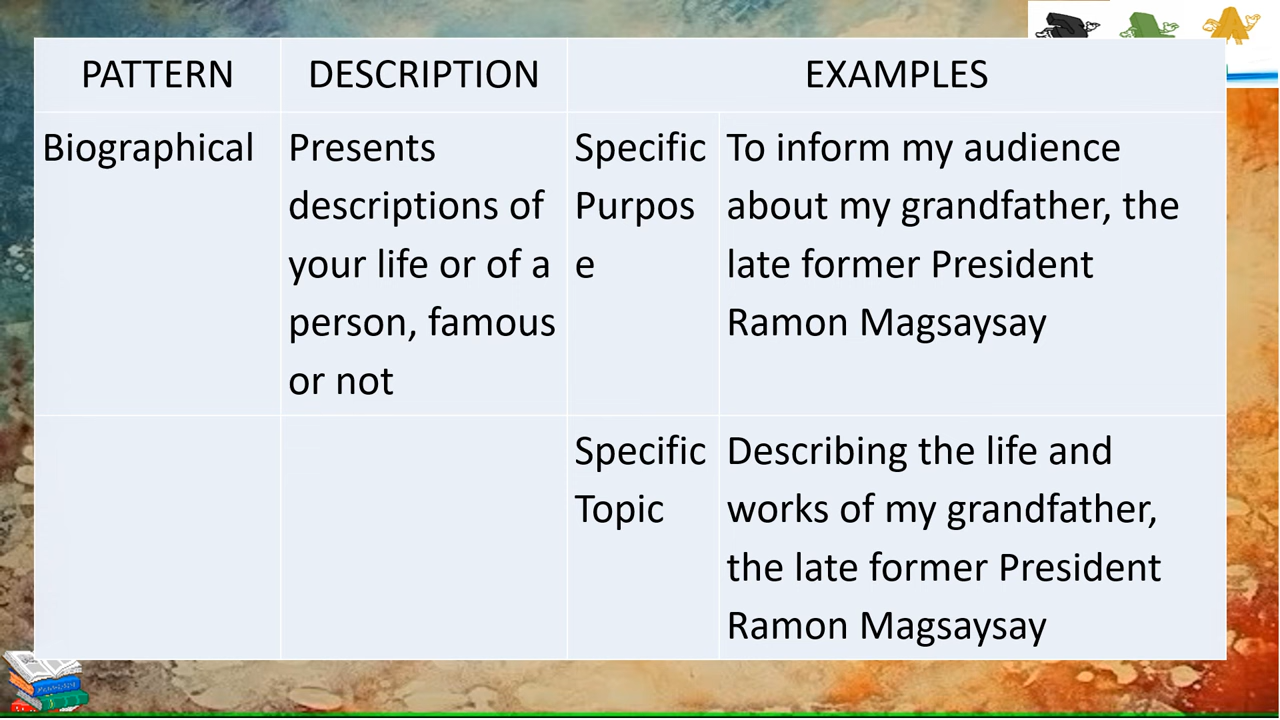 PATTERN
DESCRIPTION
EXAMPLES
Biographical
Presents
descriptions of
your life or of a
person, famous
or not
Specific
Purpos
e
To inform my audience
about my grandfather, the
late former President
Ramon Magsaysay
Specific
Topic
Describing the life and
works of my grandfather,
the late former President
Ramon Magsaysay